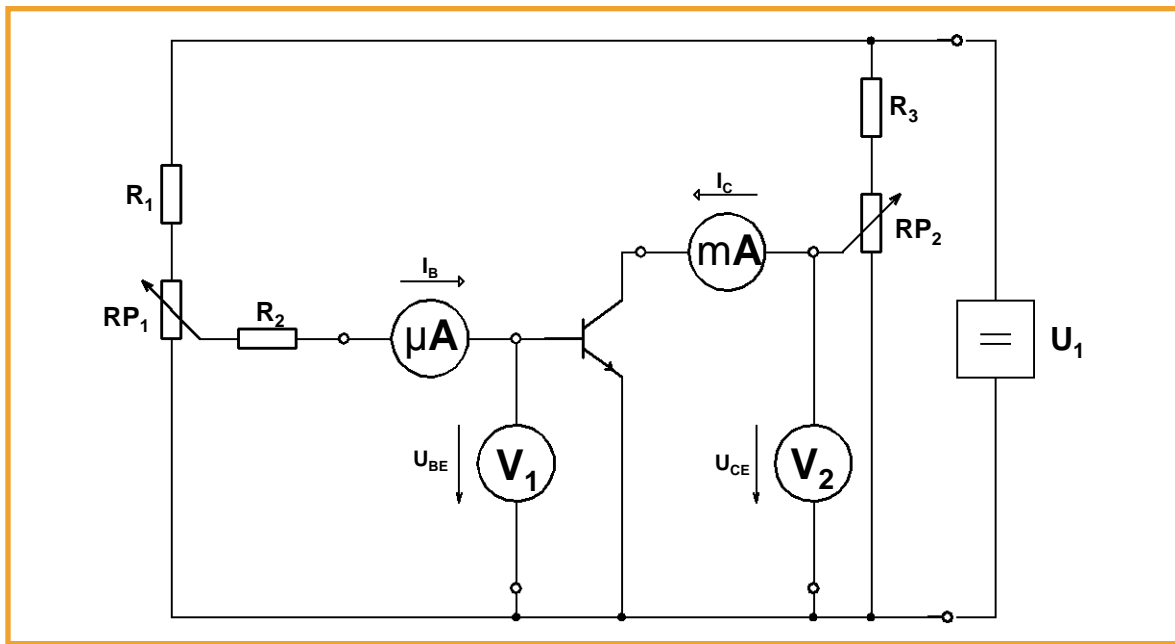 R3
R1
IC
RP2
mA
IB
RP1
R2
μA
=
U1
UBE
V1
UCE
V2